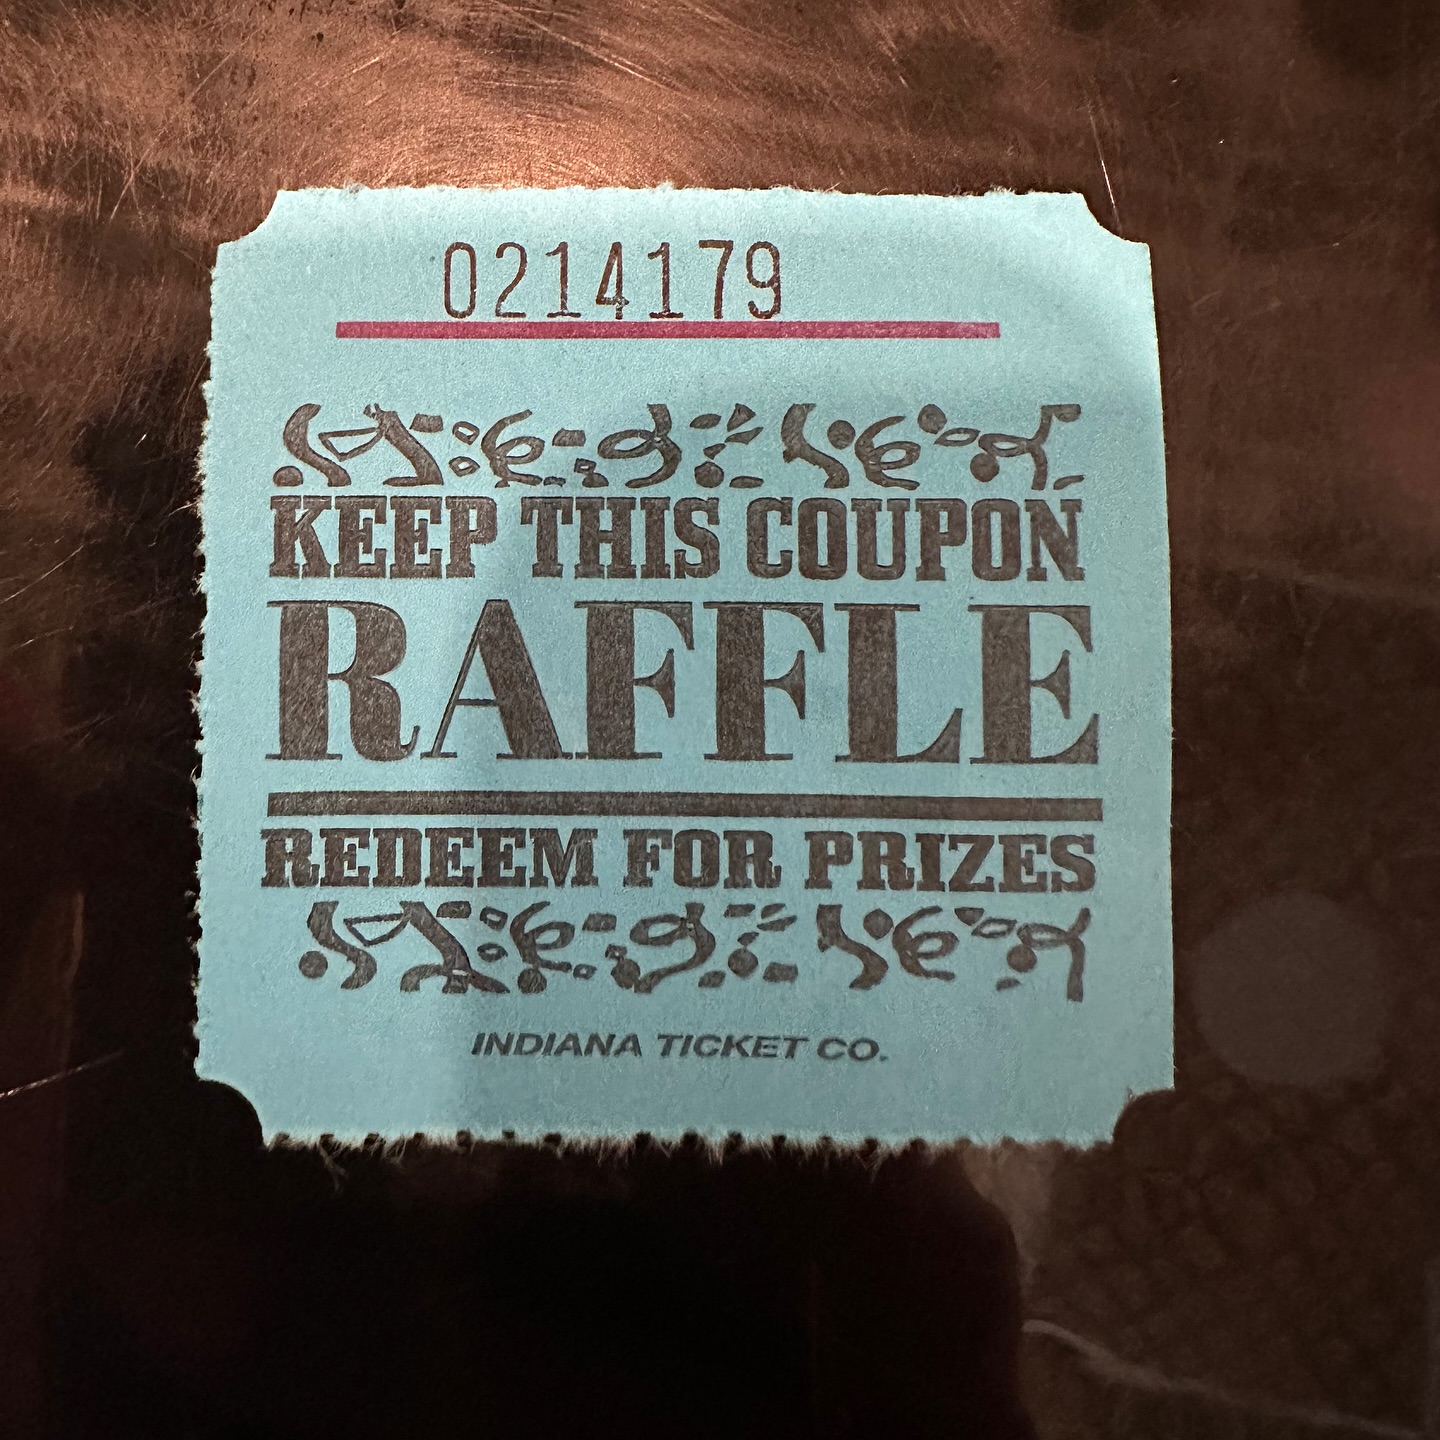 0214179
KEEP THIS COUPON
RAFFLE
REDEEM FOR PRIZES
INDIANA TICKET CO.